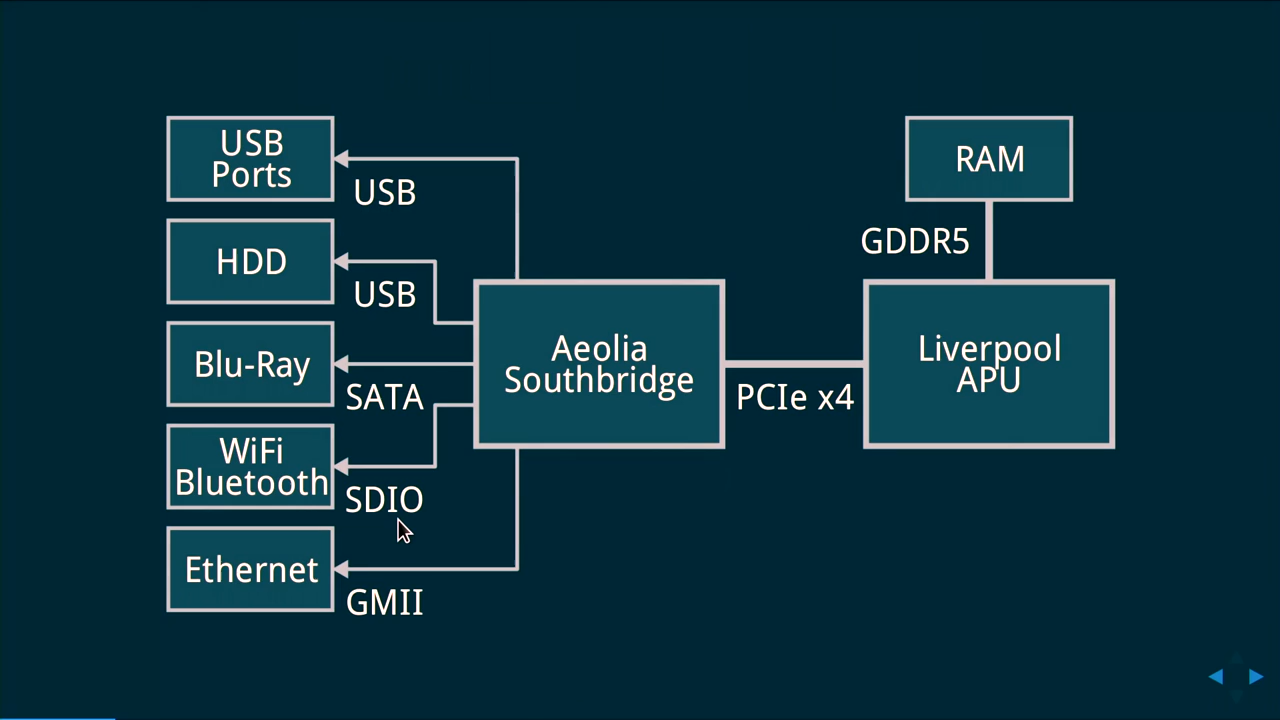 USB
Ports
USB
HDD
USB
Blu-Ray
SATA
WiFi
Bluetooth
SDIO
Ethernet
GMII
Aeolia
Southbridge
PCIe x4
RAM
GDDR5
Liverpool
APU